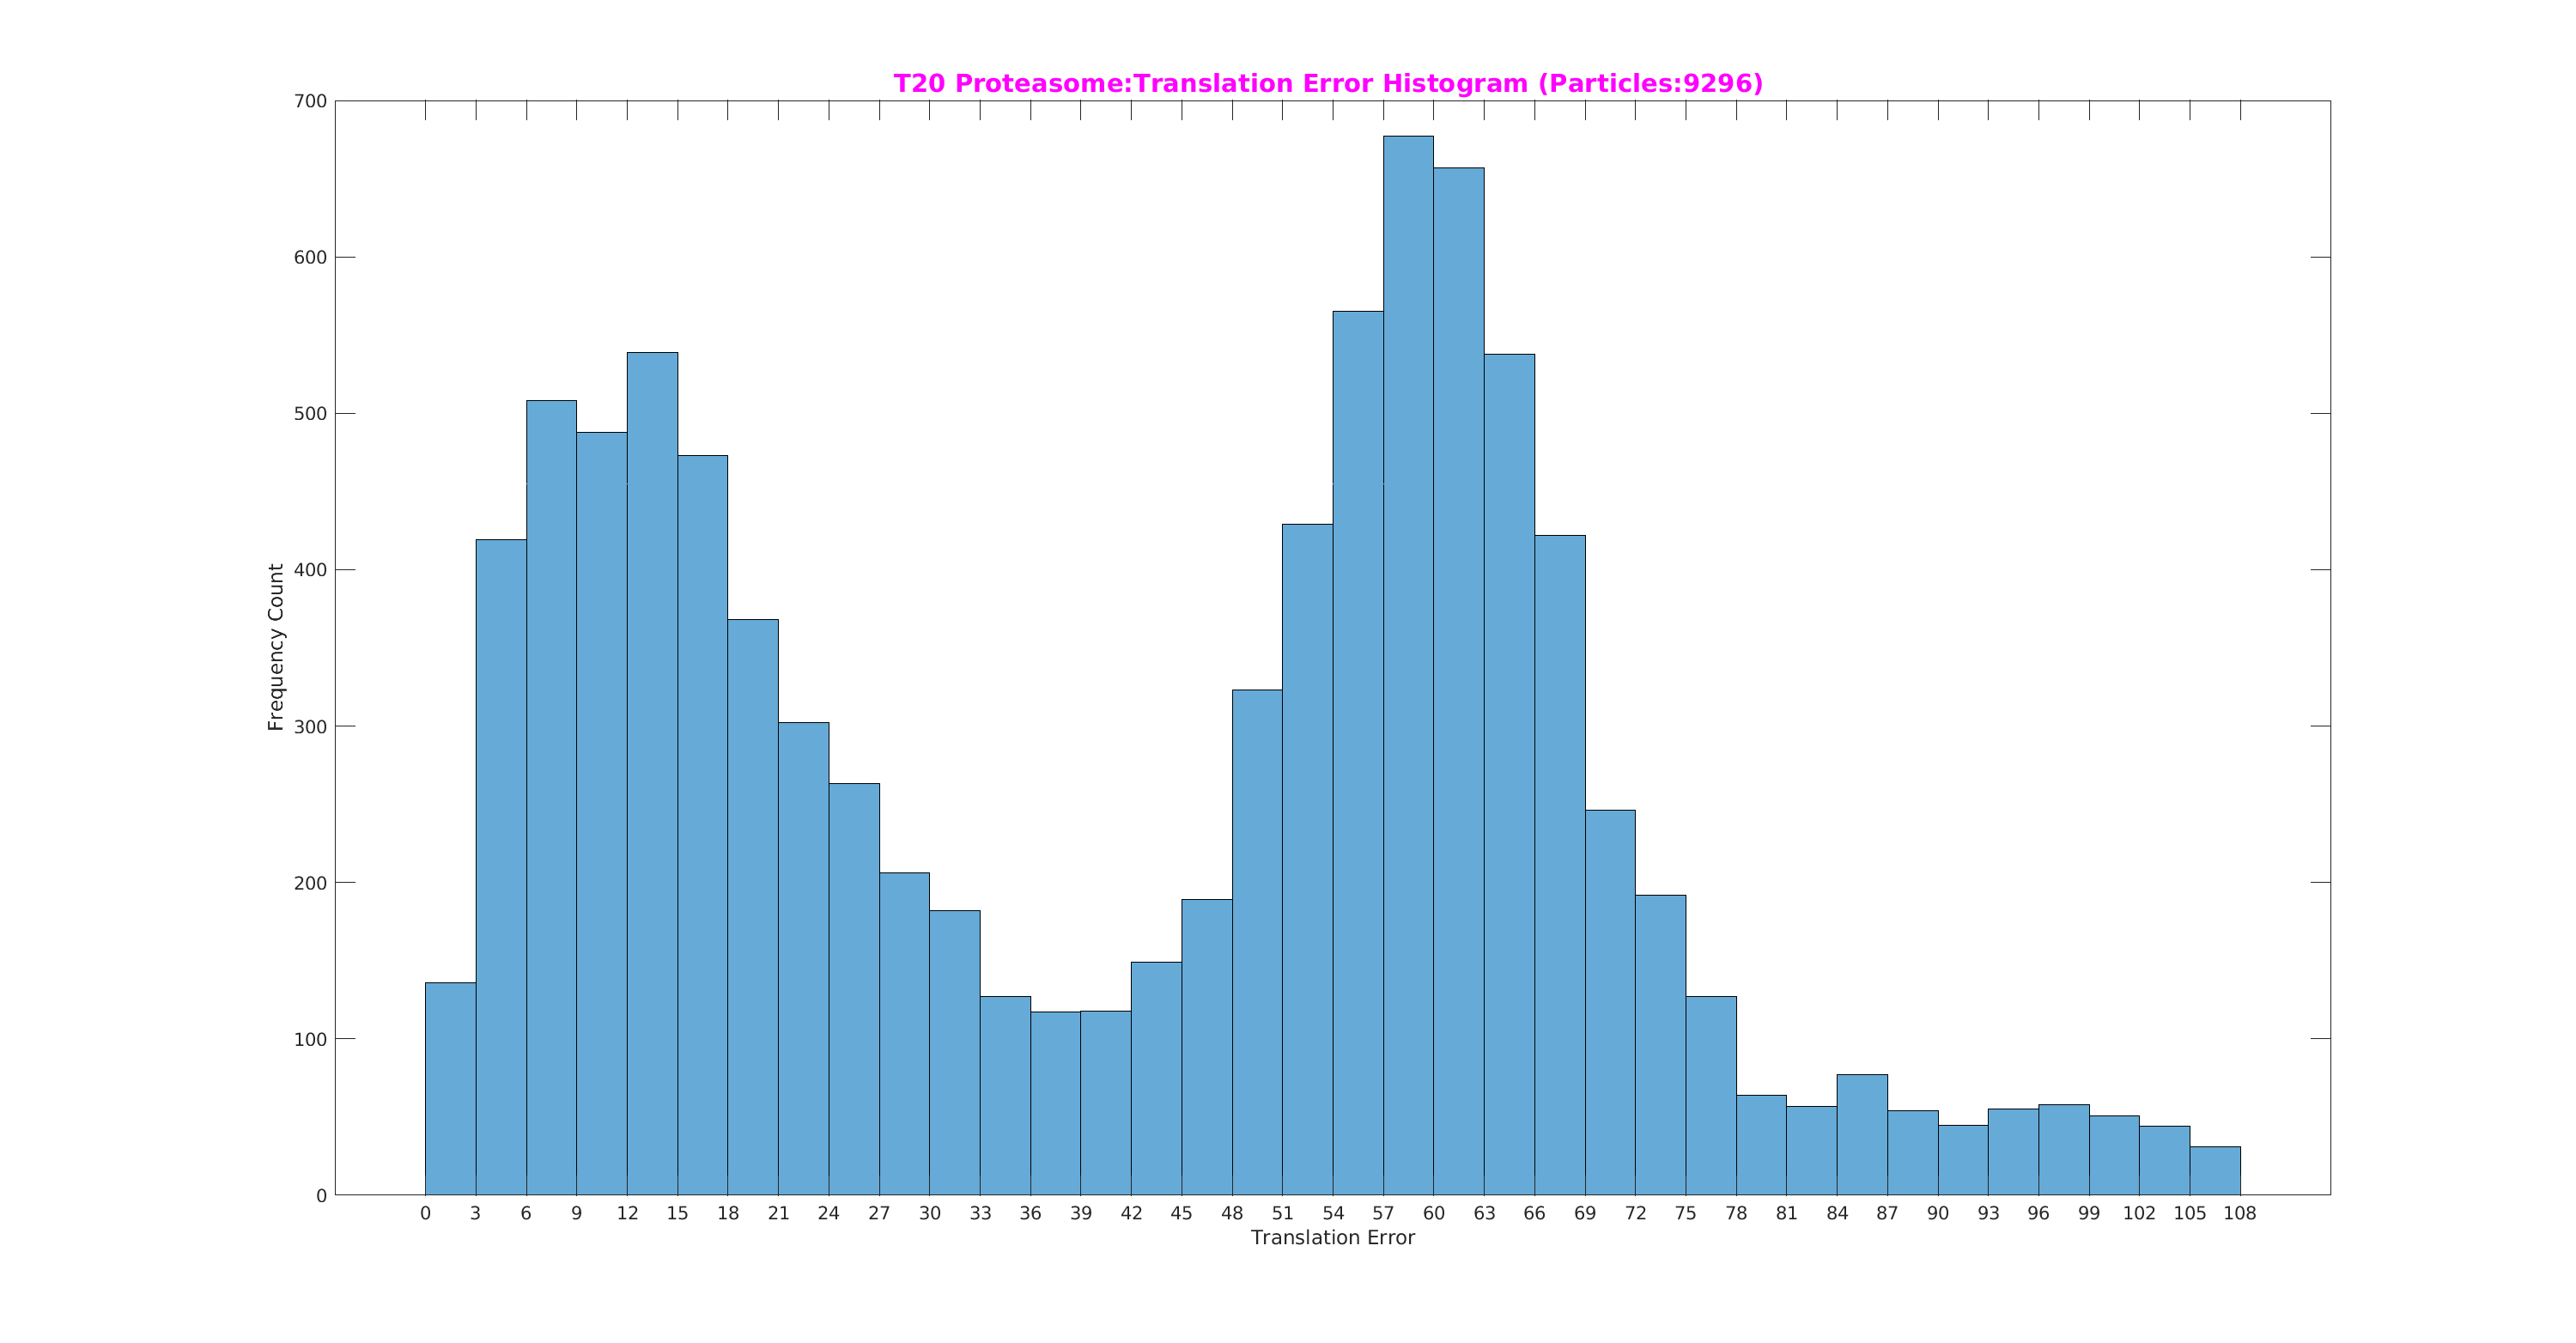 T20 Proteasome:Translation Error Histogram (Particles:9296)
700
600
500
400
300
200
100
0
Frequency Count
0 3 6 9 12 15 18 21 24 27 30 33 36 39 42 45 48 51 54 57 60 63 66 69 72 75 78 81 84 87 90 93 96 99 102 105 108
Translation Error